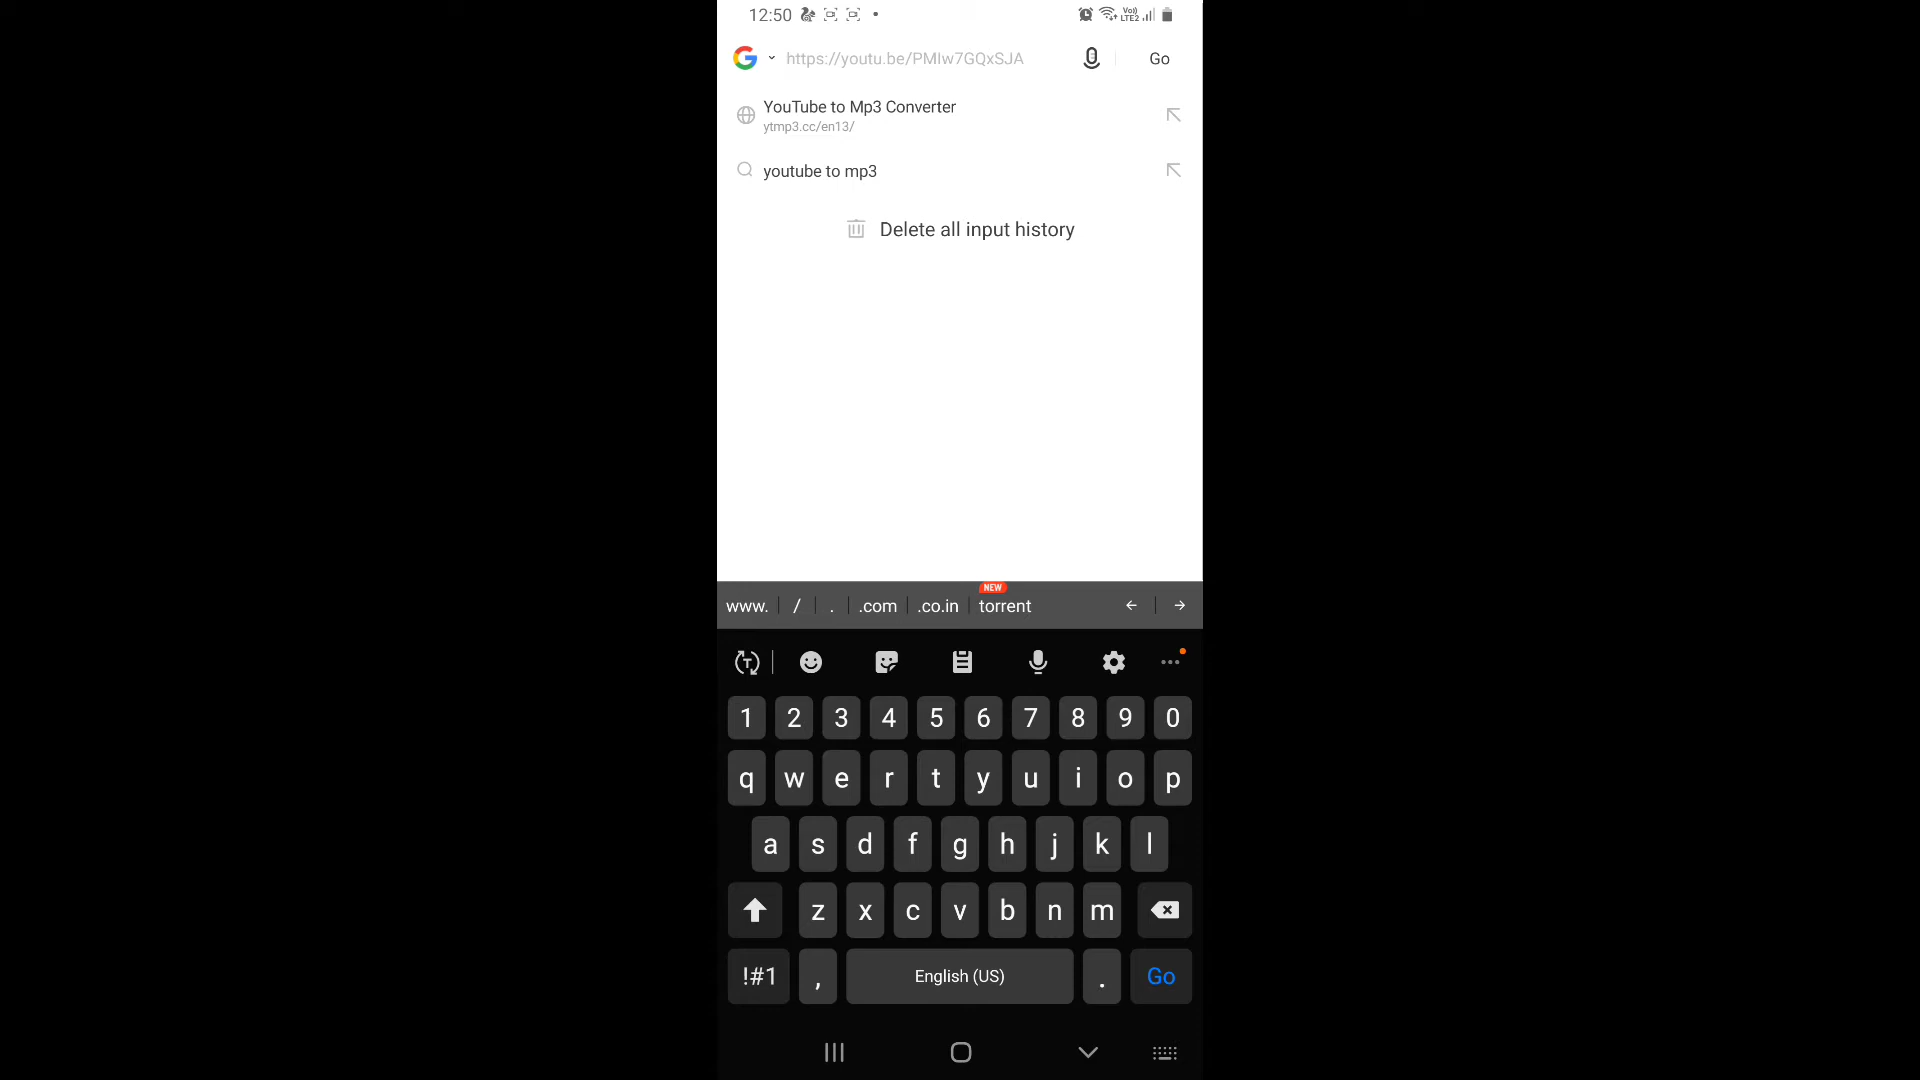 12:50
Vo))
LTE2
https://youtu.be/PMIw7GQxSJA
Go
YouTube to Mp3 Converter
ytmp3.cc/en13/
youtube to mp3
Delete all input history
NEW
www. / . .com .co.in torrent
1 2 3 4 5 6 7 8 9 0
q w e r t y u i o p
a s d f g h j k l
z x c v b n m
!#1 , English (US) . Go